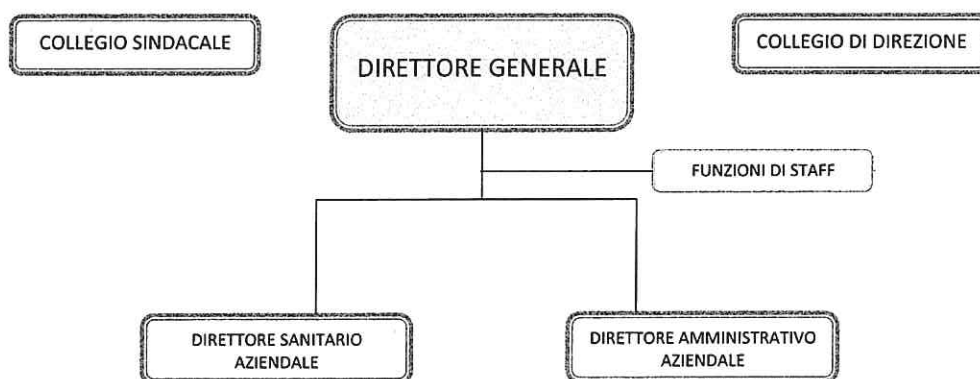 COLLEGIO SINDACALE
DIRETTORE GENERALE
COLLEGIO DI DIREZIONE
FUNZIONI DI STAFF
DIRETTORE SANITARIO
AZIENDALE
DIRETTORE AMMINISTRATIVO
AZIENDALE